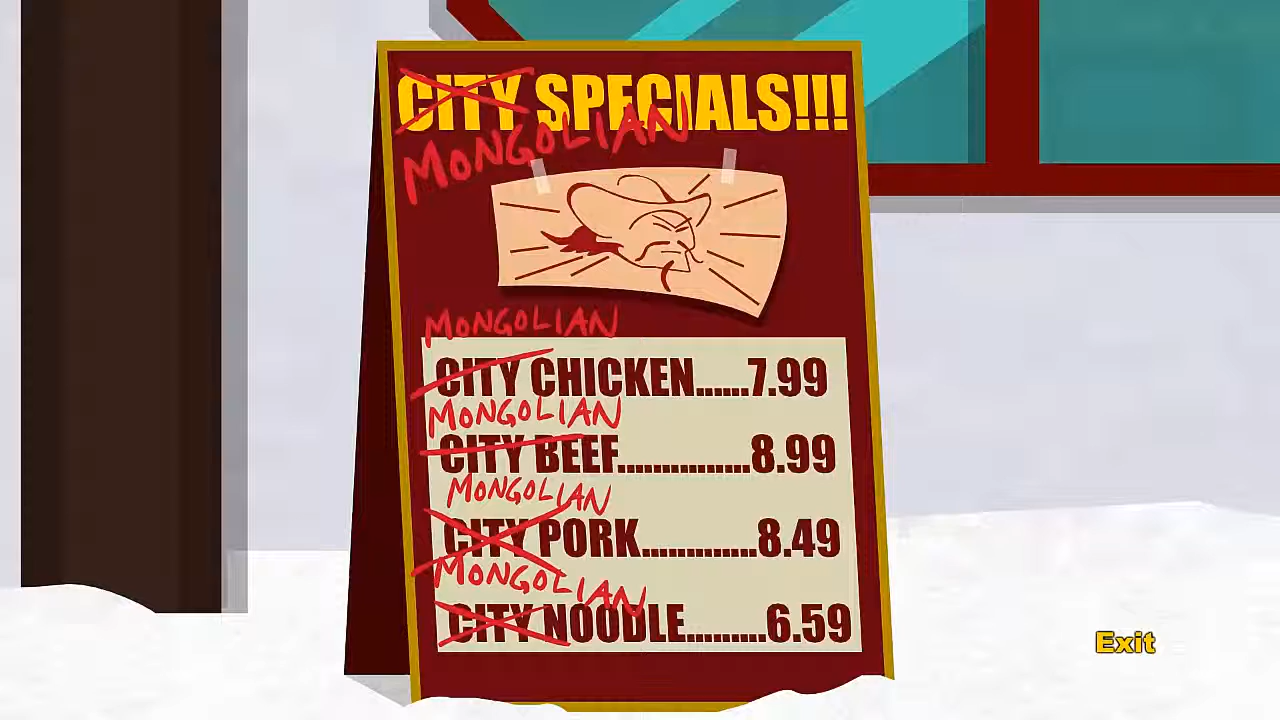 CITY SPECIALS!!!
MONGOLIAN
MONGOLIAN
CITY CHICKEN......7.99
MONGOLIAN
CITY BEEF...............8.99
MONGOLIAN
CITY PORK.............8.49
MONGOLIAN
CITY NOODLE.........6.59
Exit